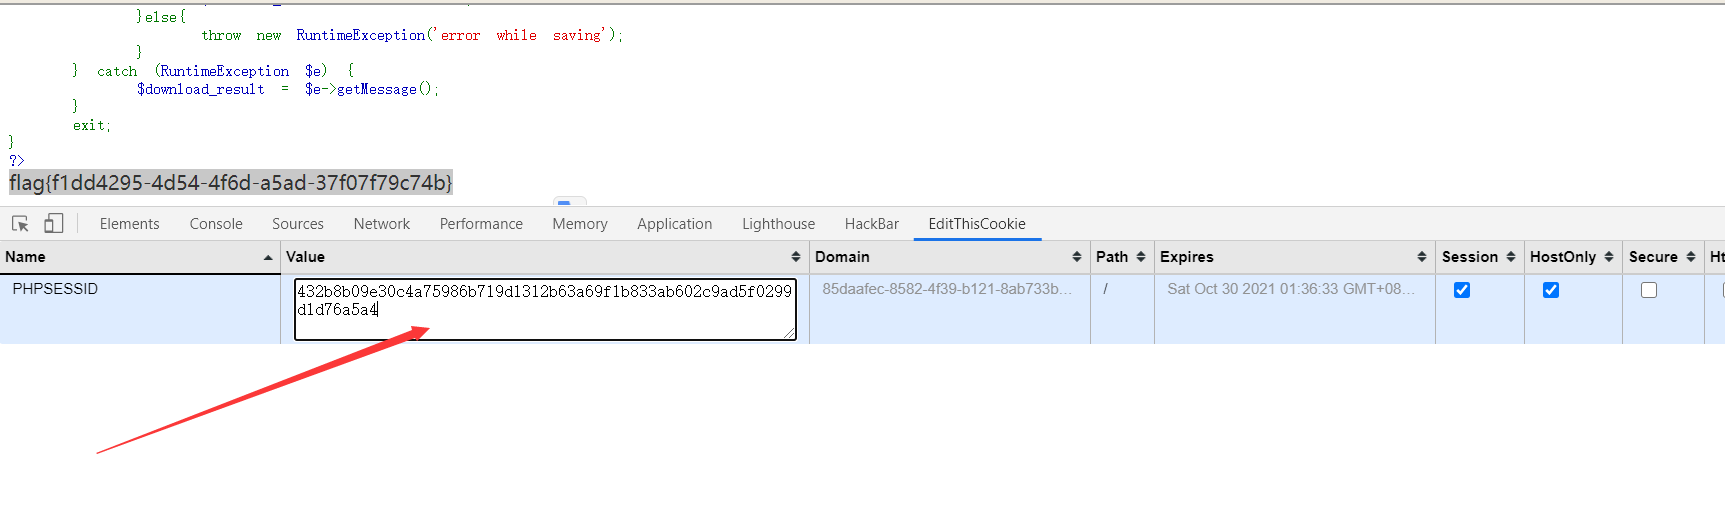 }else{
throw new RuntimeException('error while saving');
}
} catch (RuntimeException $e) {
$download_result = $e->getMessage();
}
exit;
}
?>
flag{f1dd4295-4d54-4f6d-a5ad-37f07f79c74b}
Elements Console Sources Network Performance Memory Application Lighthouse HackBar EditThisCookie
Name Value Domain Path Expires Session HostOnly Secure Ht
PHPSESSID 432b8b09e30c4a75986b719d1312b63a69f1b833ab602c9ad5f0299 85daafec-8582-4f39-b121-8ab733b... / Sat Oct 30 2021 01:36:33 GMT+08...
d1d76a5a4